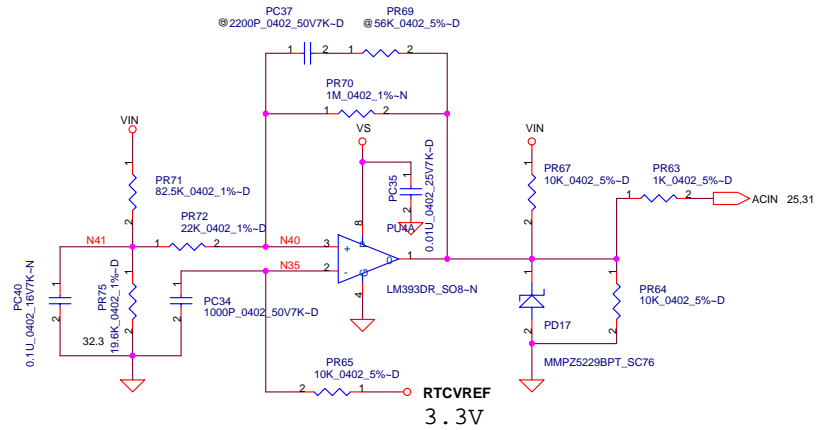 PC37
@2200P_0402_50V7K~D
PR69
@56K_0402_5%~D
1
2
1
2
PR70
1M_0402_1%~N
1
2
VIN
VS
VIN
1
PR71
82.5K_0402_1%~D
2
PC35
0.01U_0402_25V7K~D
1
2
1
PR67
10K_0402_5%~D
2
PR63
1K_0402_5%~D
1
2
ACIN 25,31
PR72
22K_0402_1%~D
N41
1
2
N40
3
+
8
P
PU4A
O
1
N35
2
-
G
4
LM393DR_SO8~N
PC40
0.1U_0402_16V7K~N
1
2
PR75
19.6K_0402_1%~D
1
2
32.3
1
2
PC34
1000P_0402_50V7K~D
1
2
PD17
MMPZ5229BPT_SC76
1
2
PR64
10K_0402_5%~D
PR65
10K_0402_5%~D
2
1
RTCVREF
3.3V